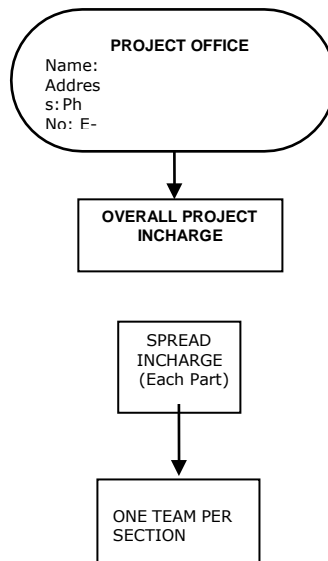 PROJECT OFFICE
Name:
Addres
s: Ph
No: E-
OVERALL PROJECT
INCHARGE
SPREAD
INCHARGE
(Each Part)
ONE TEAM PER
SECTION